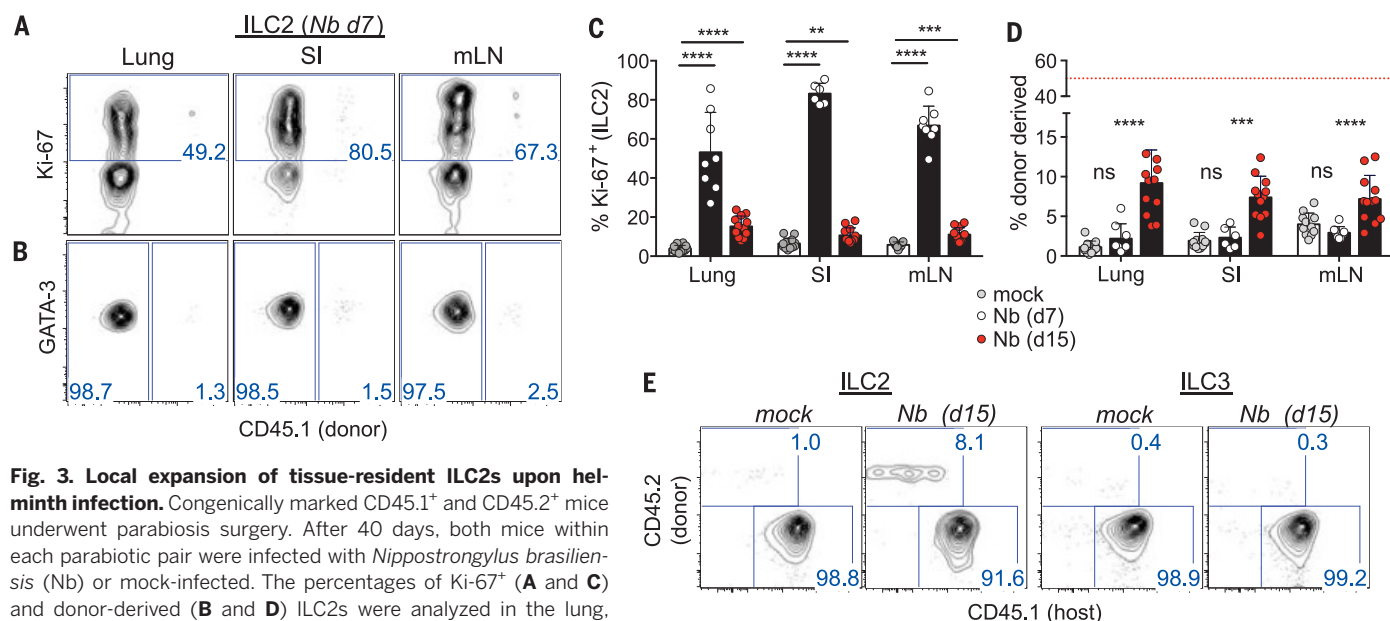 A
ILC2 (Nb d7)
Lung SI mLN
Ki-67
49.2 80.5 67.3
B
GATA-3
98.7 1.3 98.5 1.5 97.5 2.5
CD45.1 (donor)
C
% Ki-67+ (ILC2)
100
80
60
40
20
0
**** ** ***
**** **** ****
Lung SI mLN
D
% donor derived
60
40
15
10
5
0
**** *** ****
ns ns ns
Lung SI mLN
mock
Nb (d7)
Nb (d15)
E
ILC2 ILC3
mock Nb (d15) mock Nb (d15)
1.0 8.1 0.4 0.3
CD45.2
(donor)
98.8 91.6 98.9 99.2
CD45.1 (host)
Fig. 3. Local expansion of tissue-resident ILC2s upon hel-
minth infection. Congenically marked CD45.1+ and CD45.2+ mice
underwent parabiosis surgery. After 40 days, both mice within
each parabiotic pair were infected with Nippostrongylus brasilien-
sis (Nb) or mock-infected. The percentages of Ki-67+ (A and C)
and donor-derived (B and D) ILC2s were analyzed in the lung,